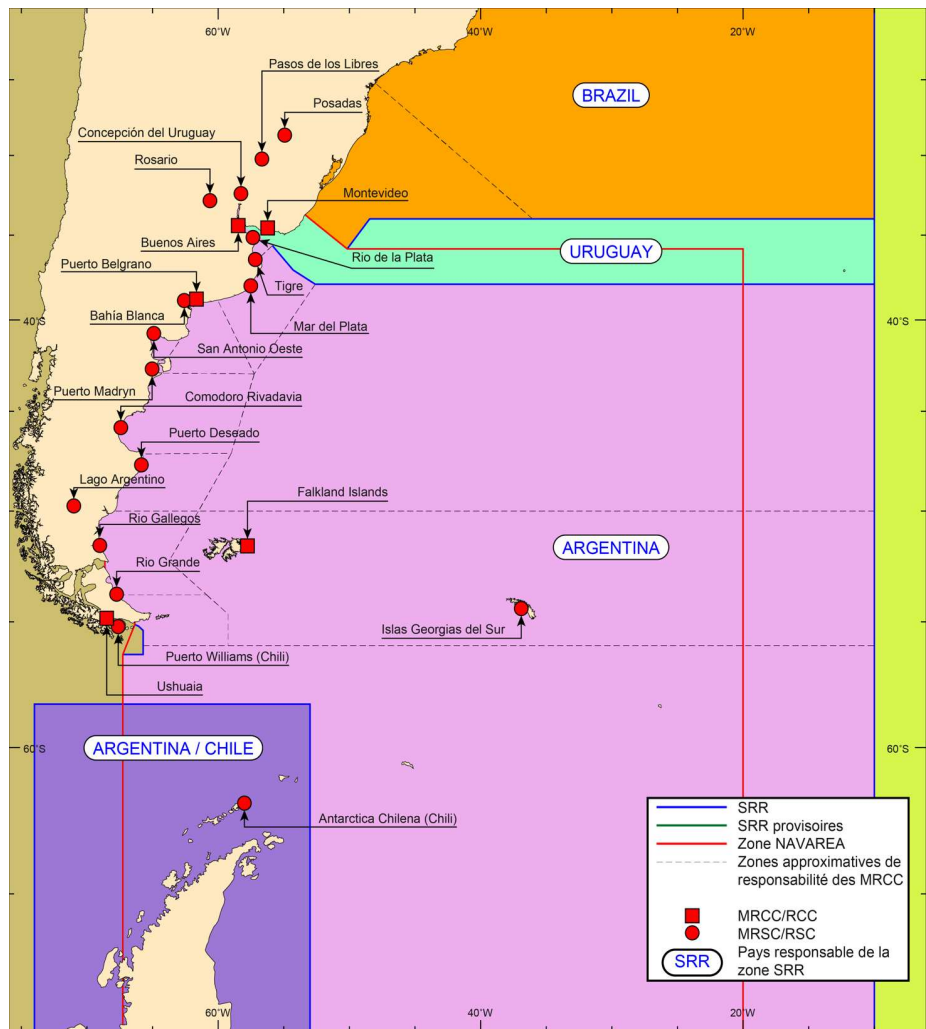 60°W
40°W
20°W
Pasos de los Libres
BRAZIL
Posadas
Concepción del Uruguay
Rosario
Montevideo
Buenos Aires
Rio de la Plata
URUGUAY
Puerto Belgrano
Tigre
Bahía Blanca
Mar del Plata
40°S
40°S
San Antonio Oeste
Puerto Madryn
Comodoro Rivadavia
Puerto Deseado
Lago Argentino
Falkland Islands
Rio Gallegos
ARGENTINA
Rio Grande
Islas Georgias del Sur
Puerto Williams (Chili)
Ushuaia
60°S
ARGENTINA / CHILE
60°S
Antarctica Chilena (Chili)
SRR
SRR provisoires
Zone NAVAREA
Zones approximatives de
responsabilité des MRCC
MRCC/RCC
MRSC/RSC
SRR
Pays responsable de la
zone SRR
60°W
40°W
20°W